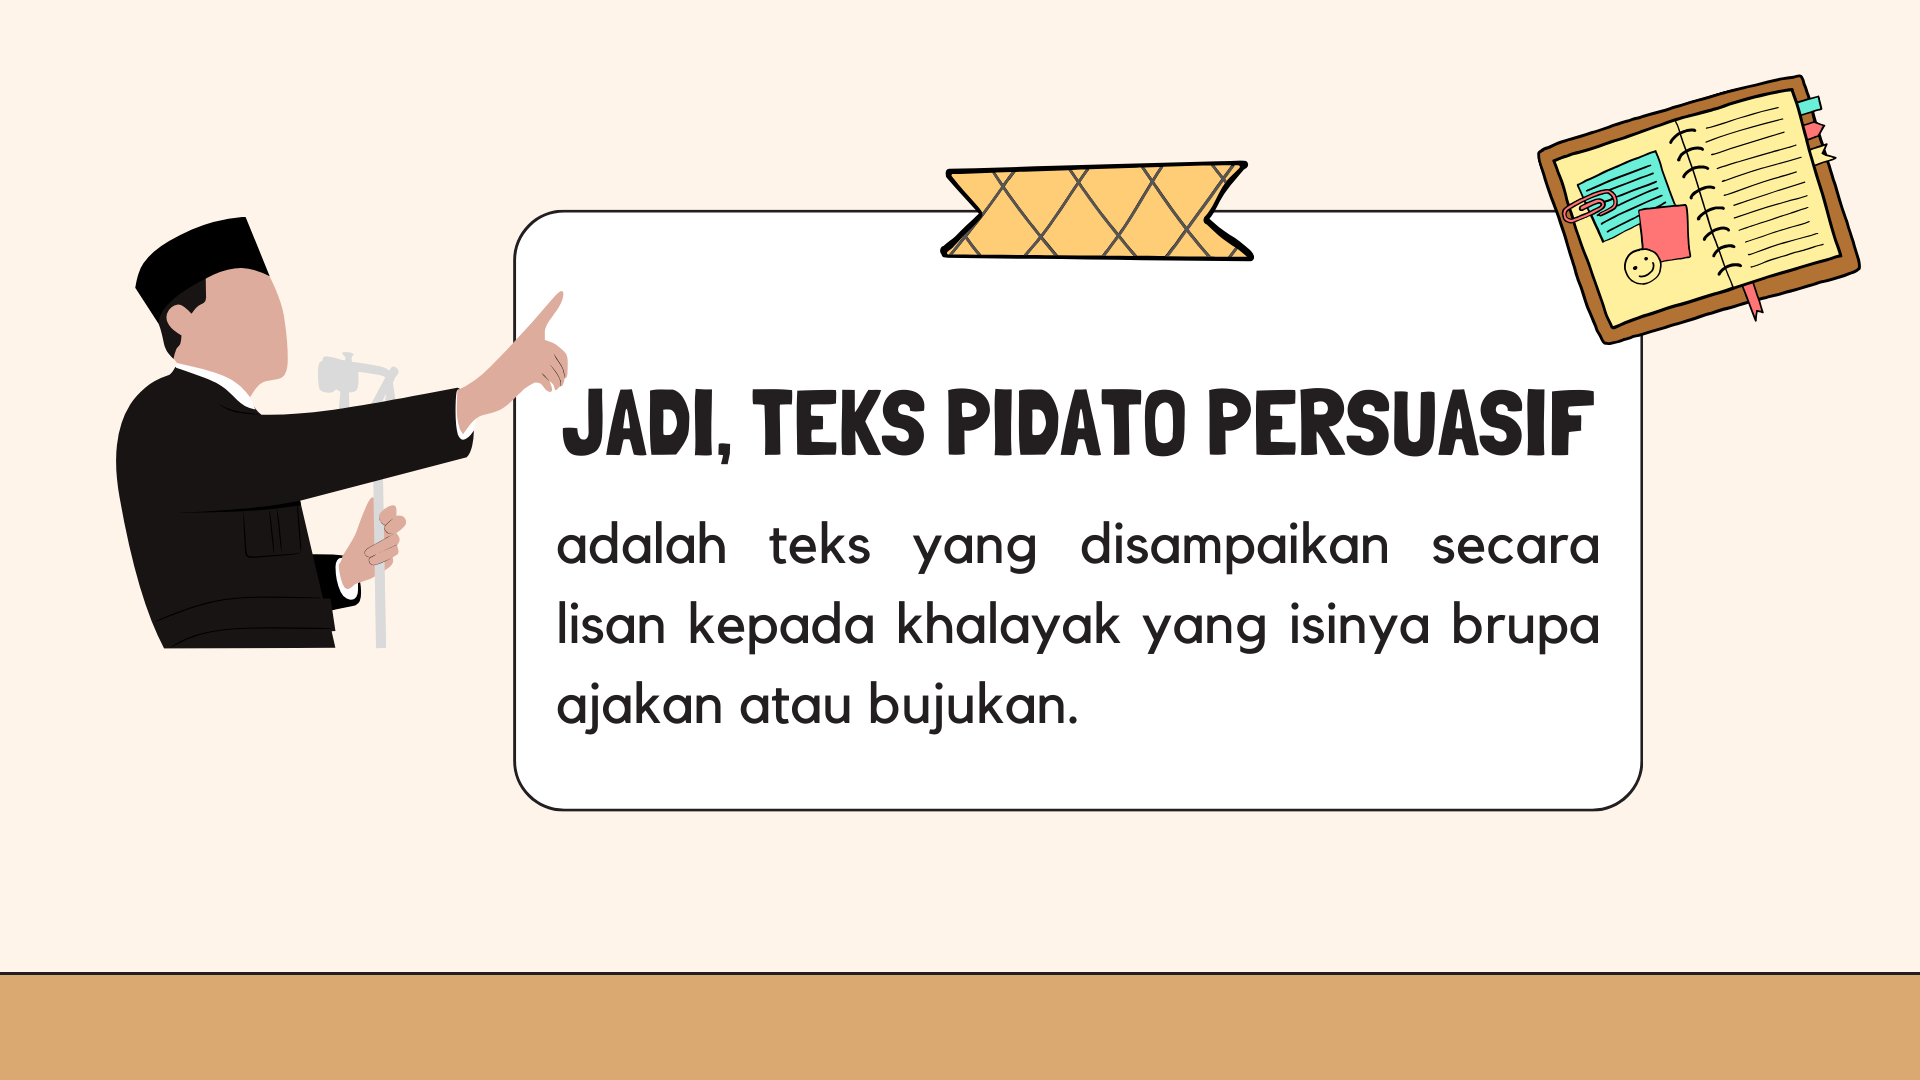 JADI, TEKS PIDATO PERSUASIF
adalah teks yang disampaikan secara
lisan kepada khalayak yang isinya brupa
ajakan atau bujukan.